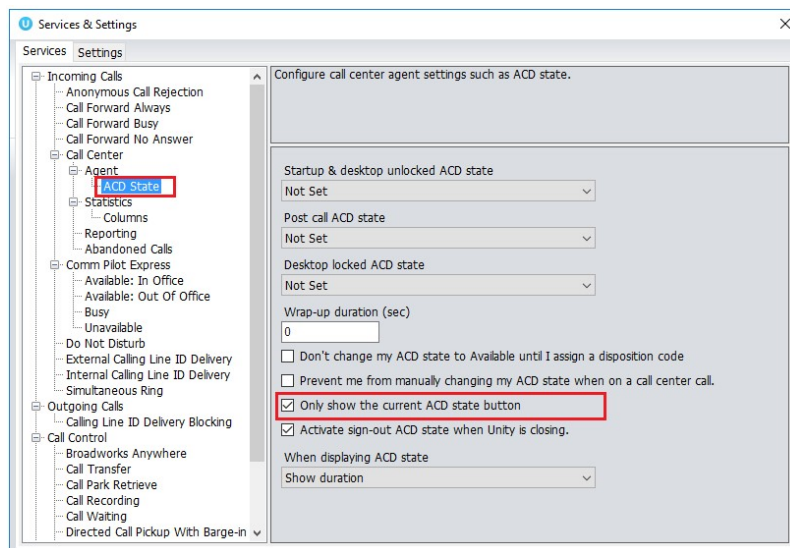 Services & Settings
Services Settings
Incoming Calls
Anonymous Call Rejection
Call Forward Always
Call Forward Busy
Call Forward No Answer
Call Center
Agent
ACD State
Statistics
Columns
Reporting
Abandoned Calls
Comm Pilot Express
Available: In Office
Available: Out Of Office
Busy
Unavailable
Do Not Disturb
External Calling Line ID Delivery
Internal Calling Line ID Delivery
Simultaneous Ring
Outgoing Calls
Calling Line ID Delivery Blocking
Call Control
Broadworks Anywhere
Call Transfer
Call Park Retrieve
Call Recording
Call Waiting
Directed Call Pickup With Barge-in
Configure call center agent settings such as ACD state.
Startup & desktop unlocked ACD state
Not Set
Post call ACD state
Not Set
Desktop locked ACD state
Not Set
Wrap-up duration (sec)
0
Don't change my ACD state to Available until I assign a disposition code
Prevent me from manually changing my ACD state when on a call center call.
Only show the current ACD state button
Activate sign-out ACD state when Unity is closing.
When displaying ACD state
Show duration